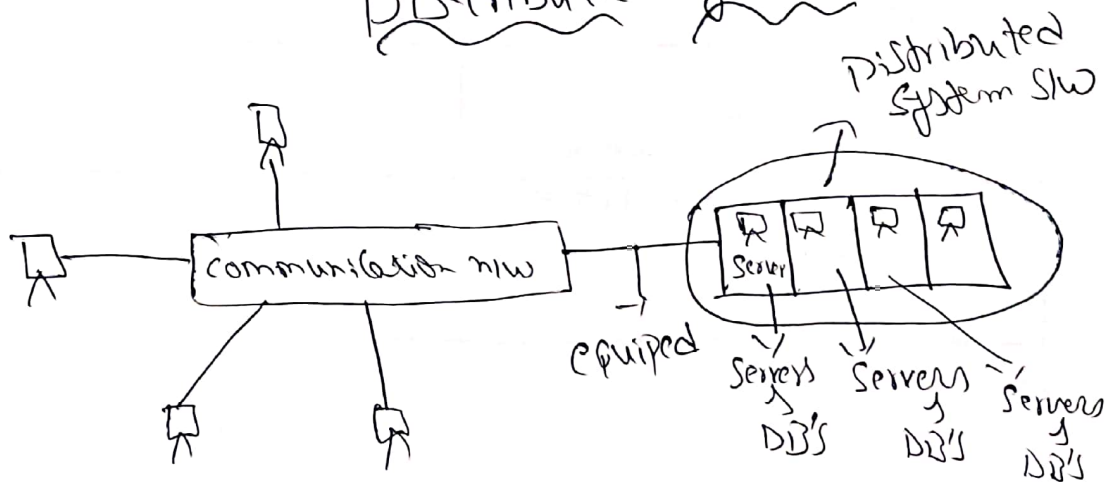 Distributed
System S/W
communication n/w
Server
equiped
Servers
&
DB's
Servers
&
DB's
Servers
&
DB's